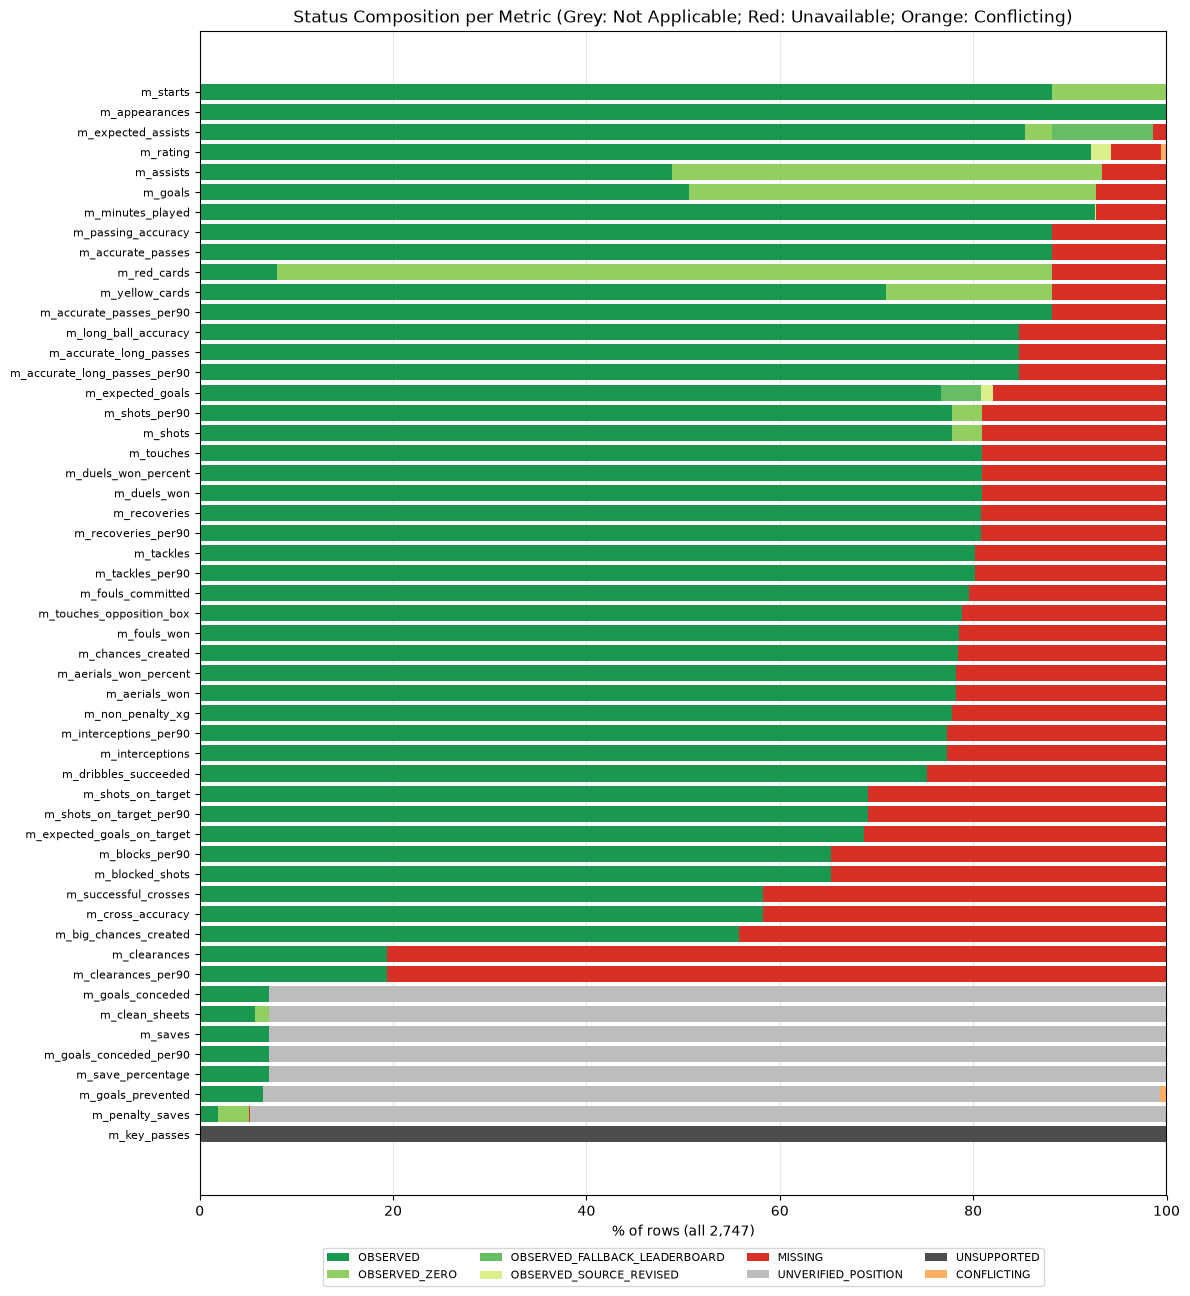 Status Composition per Metric (Grey: Not Applicable; Red: Unavailable; Orange: Conflicting)
m_starts
m_appearances
m_expected_assists
m_rating
m_assists
m_goals
m_minutes_played
m_passing_accuracy
m_accurate_passes
m_red_cards
m_yellow_cards
m_accurate_passes_per90
m_long_ball_accuracy
m_accurate_long_passes
m_accurate_long_passes_per90
m_expected_goals
m_shots_per90
m_shots
m_touches
m_duels_won_percent
m_duels_won
m_recoveries
m_recoveries_per90
m_tackles
m_tackles_per90
m_fouls_committed
m_touches_opposition_box
m_fouls_won
m_chances_created
m_aerials_won_percent
m_aerials_won
m_non_penalty_xg
m_interceptions_per90
m_interceptions
m_dribbles_succeeded
m_shots_on_target
m_shots_on_target_per90
m_expected_goals_on_target
m_blocks_per90
m_blocked_shots
m_successful_crosses
m_cross_accuracy
m_big_chances_created
m_clearances
m_clearances_per90
m_goals_conceded
m_clean_sheets
m_saves
m_goals_conceded_per90
m_save_percentage
m_goals_prevented
m_penalty_saves
m_key_passes
0 20 40 60 80 100
% of rows (all 2,747)
OBSERVED OBSERVED_FALLBACK_LEADERBOARD MISSING UNSUPPORTED
OBSERVED_ZERO OBSERVED_SOURCE_REVISED UNVERIFIED_POSITION CONFLICTING